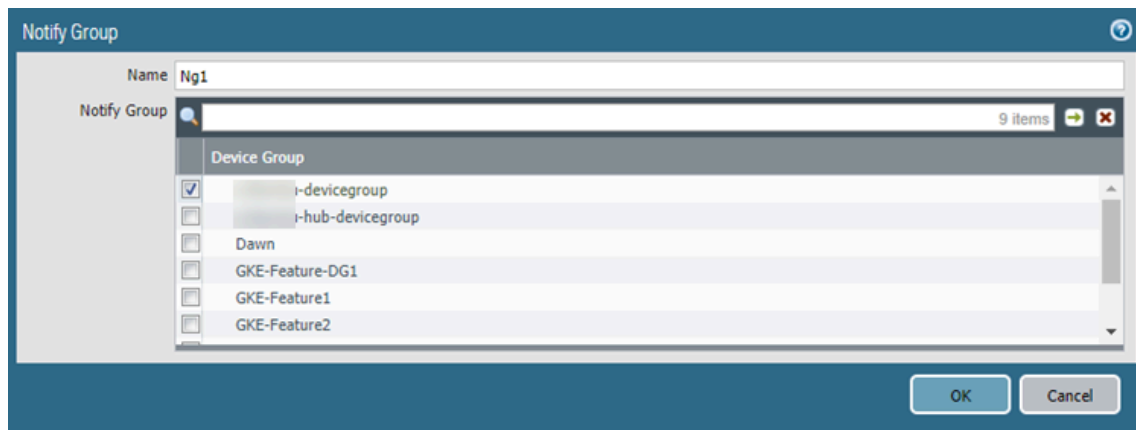 Notify Group
Name Ng1
Notify Group
9 items
Device Group
-devicegroup
-hub-devicegroup
Dawn
GKE-Feature-DG1
GKE-Feature1
GKE-Feature2
OK Cancel